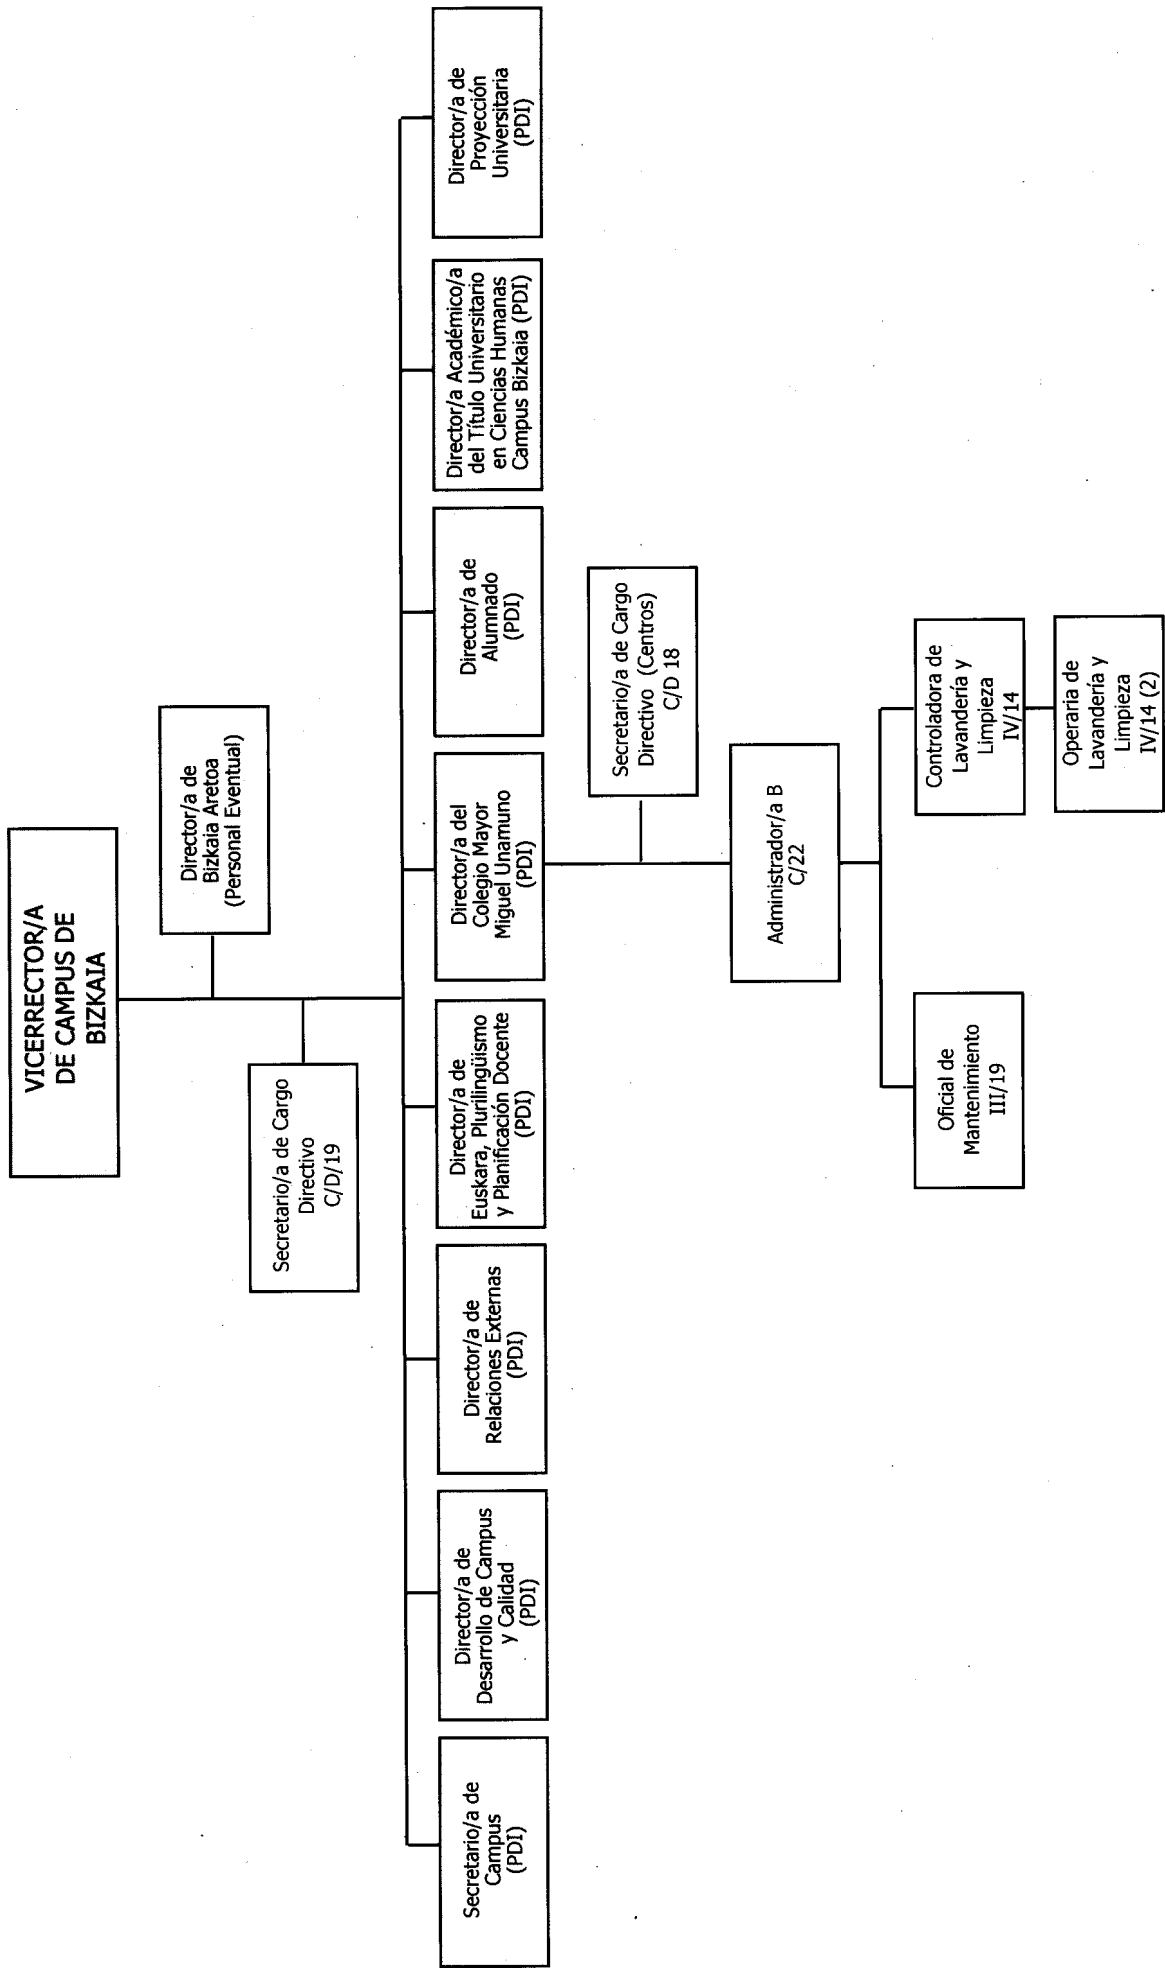 VICERRECTOR/A
DE CAMPUS DE
BIZKAIA
Director/a de
Bizkaia Aretoa
(Personal Eventual)
Secretario/a de Cargo
Directivo
C/D/19
Secretario/a de
Campus
(PDI)
Director/a de
Desarrollo de Campus
y Calidad
(PDI)
Director/a de
Relaciones Externas
(PDI)
Director/a de
Euskara, Plurilingüismo
y Planificación Docente
(PDI)
Director/a del
Colegio Mayor
Miguel Unamuno
(PDI)
Director/a de
Alumnado
(PDI)
Director/a Académico/a
del Título Universitario
en Ciencias Humanas
Campus Bizkaia (PDI)
Director/a de
Proyección
Universitaria
(PDI)
Secretario/a de Cargo
Directivo (Centros)
C/D 18
Administrador/a B
C/22
Oficial de
Mantenimiento
III/19
Controladora de
Lavandería y
Limpieza
IV/14
Operaria de
Lavandería y
Limpieza
IV/14 (2)